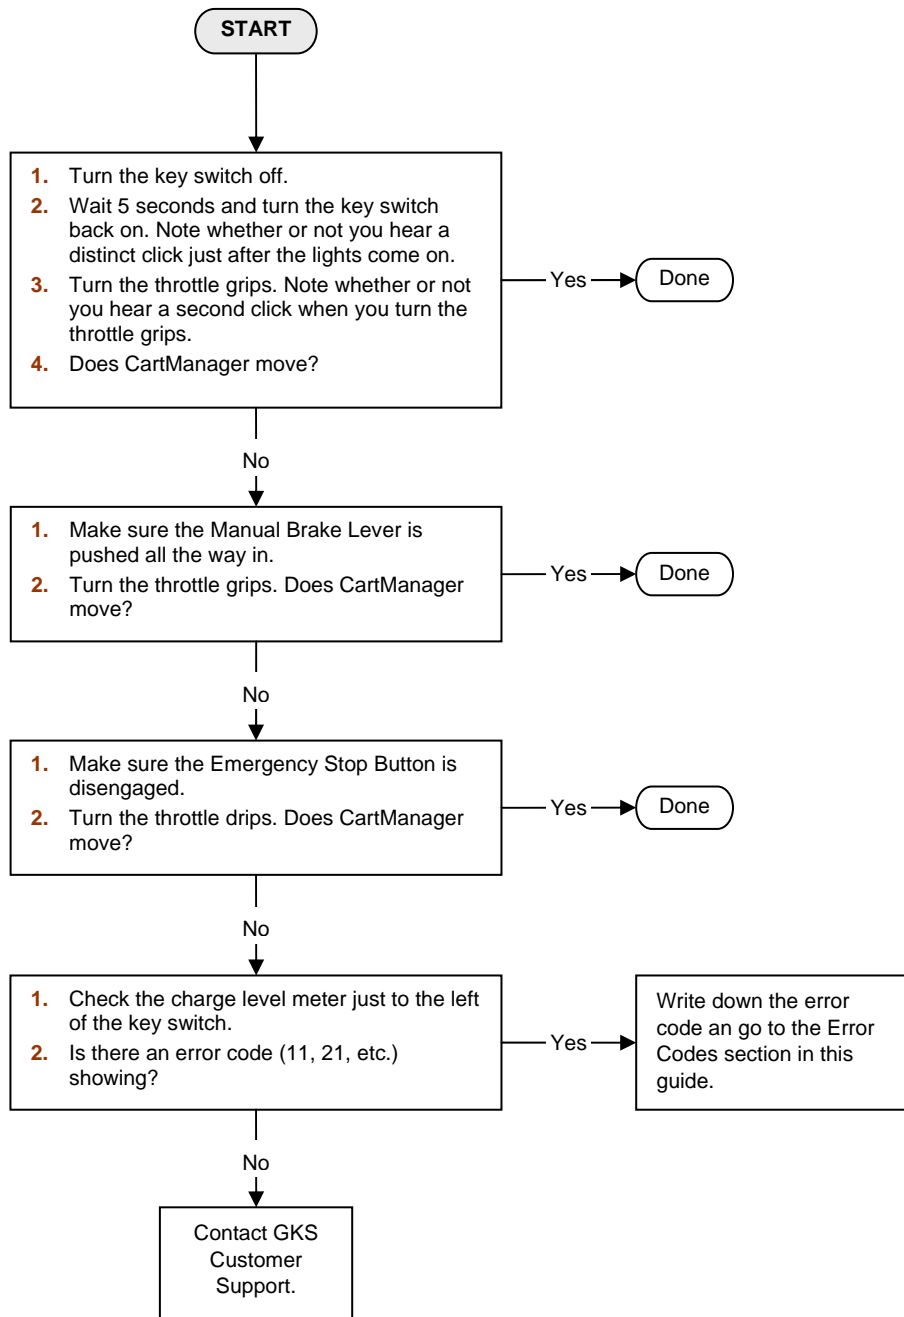 START
1. Turn the key switch off.
2. Wait 5 seconds and turn the key switch
back on. Note whether or not you hear a
distinct click just after the lights come on.
3. Turn the throttle grips. Note whether or not
you hear a second click when you turn the
throttle grips.
4. Does CartManager move?
Yes
Done
No
1. Make sure the Manual Brake Lever is
pushed all the way in.
2. Turn the throttle grips. Does CartManager
move?
Yes
Done
No
1. Make sure the Emergency Stop Button is
disengaged.
2. Turn the throttle drips. Does CartManager
move?
Yes
Done
No
1. Check the charge level meter just to the left
of the key switch.
2. Is there an error code (11, 21, etc.)
showing?
Yes
Write down the error
code an go to the Error
Codes section in this
guide.
No
Contact GKS
Customer
Support.